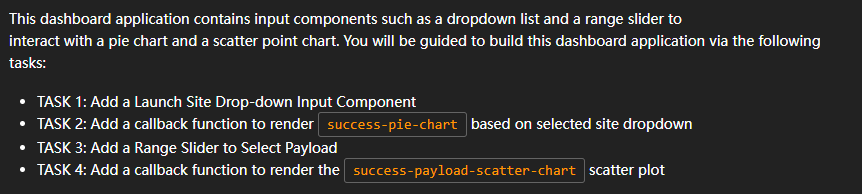 This dashboard application contains input components such as a dropdown list and a range slider to
interact with a pie chart and a scatter point chart. You will be guided to build this dashboard application via the following
tasks:
• TASK 1: Add a Launch Site Drop-down Input Component
• TASK 2: Add a callback function to render success-pie-chart based on selected site dropdown
• TASK 3: Add a Range Slider to Select Payload
• TASK 4: Add a callback function to render the success-payload-scatter-chart scatter plot